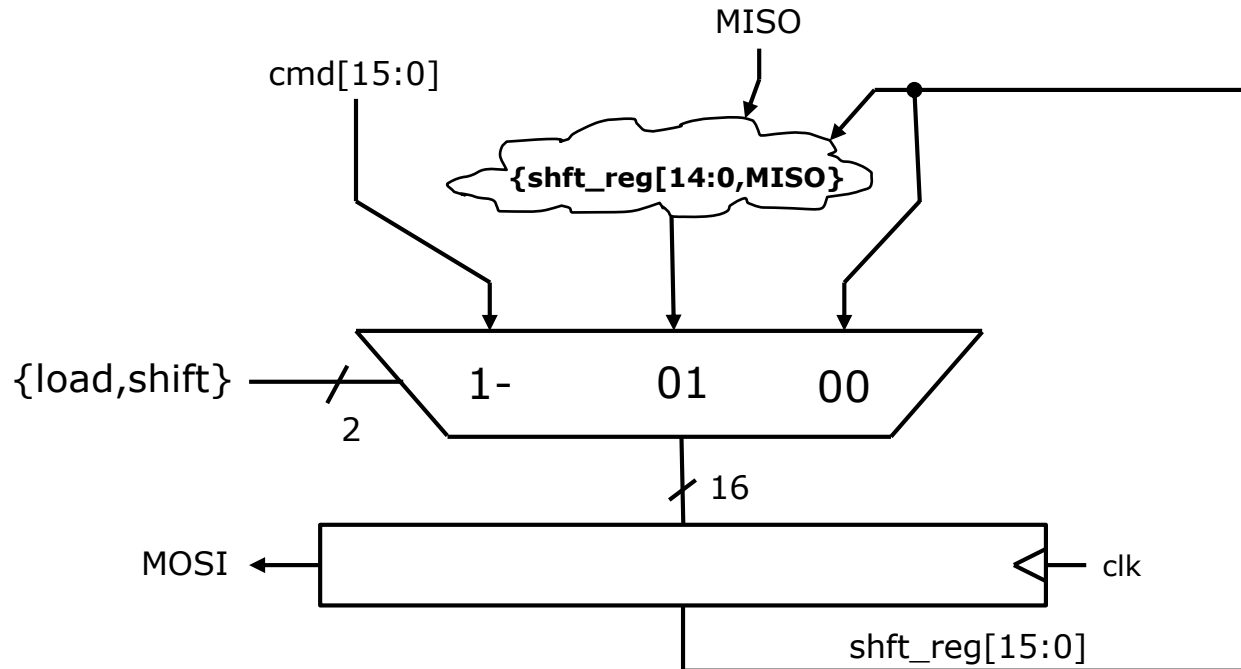 MISO
cmd[15:0]
{shft_reg[14:0,MISO}
{load,shift}
2
1-
01
00
16
MOSI
clk
shft_reg[15:0]